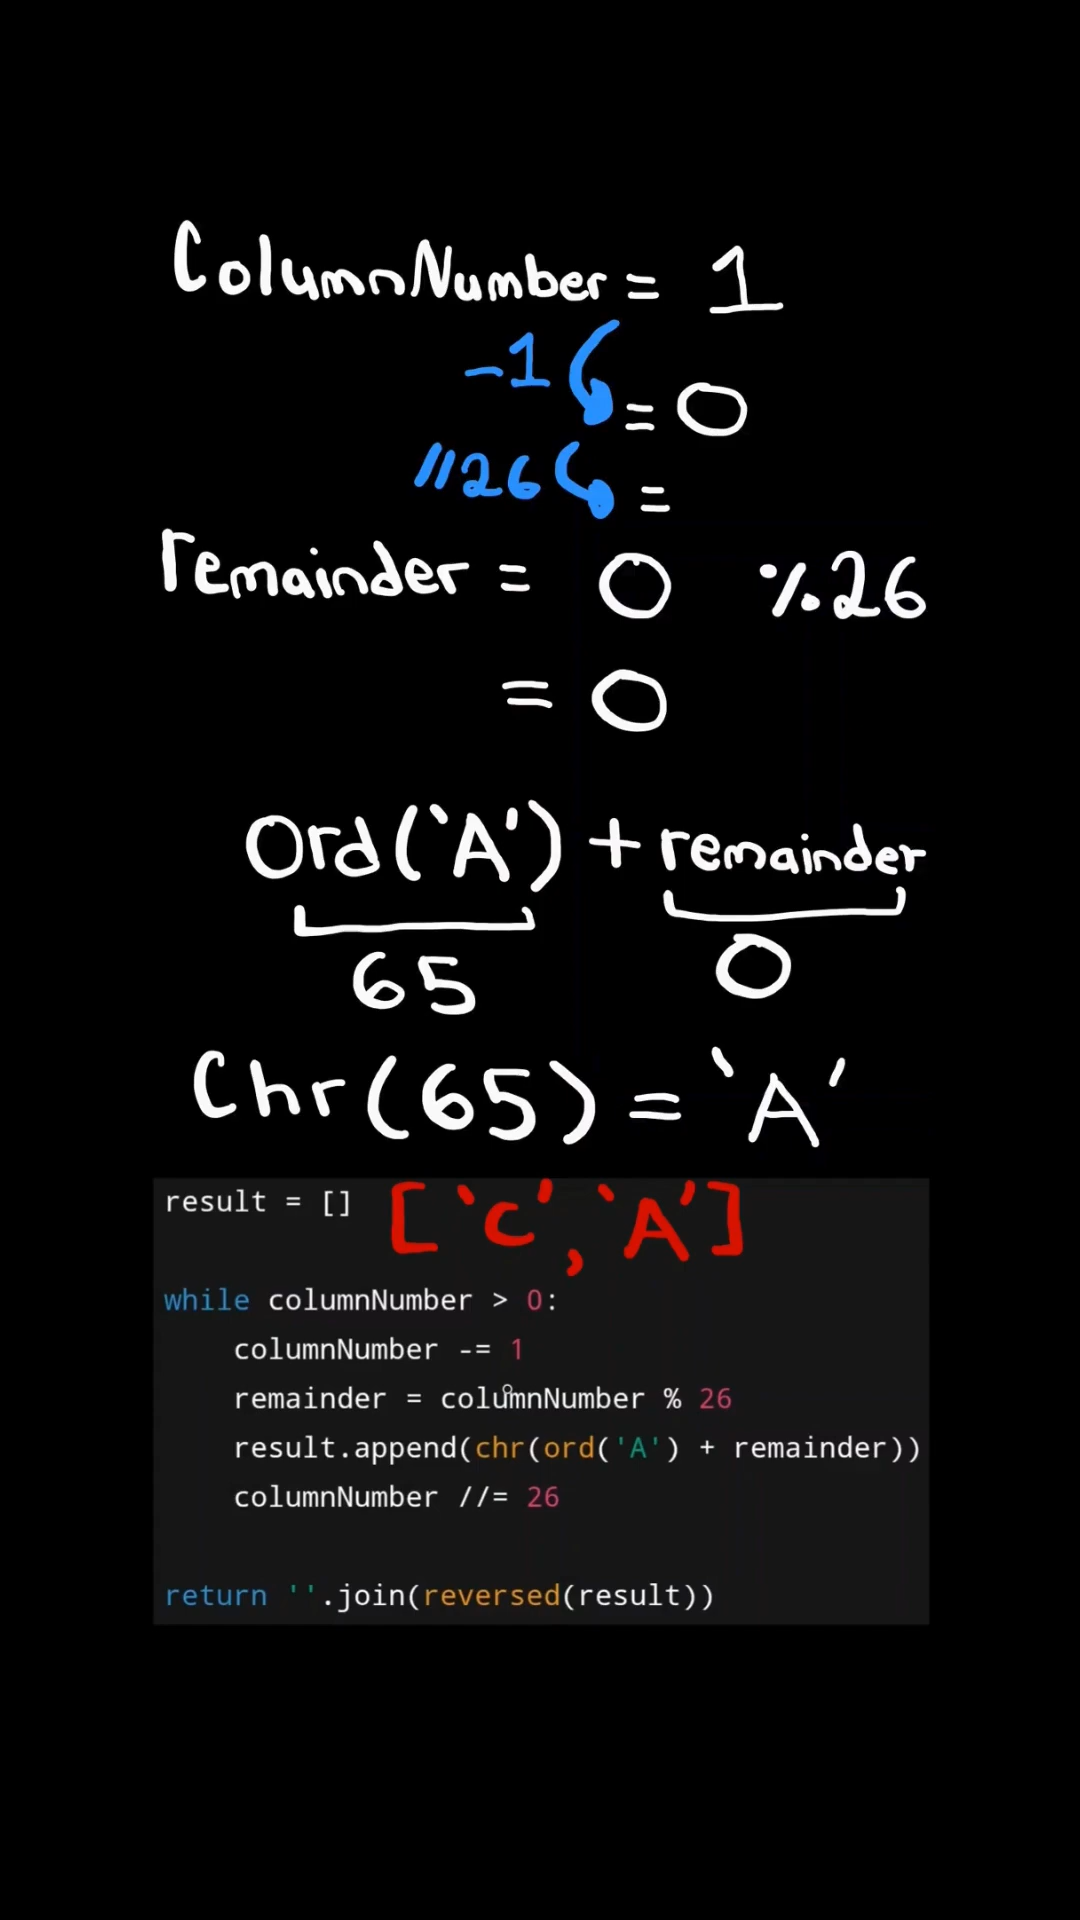 ColumnNumber = 1
-1 = 0
//26 =
remainder = 0 %26
= 0
Ord(`A') + remainder
65 0
Chr(65) = `A'
result = [] [`C', `A']
while columnNumber > 0:
columnNumber -= 1
remainder = columnNumber % 26
result.append(chr(ord('A') + remainder))
columnNumber //= 26
return ''.join(reversed(result))